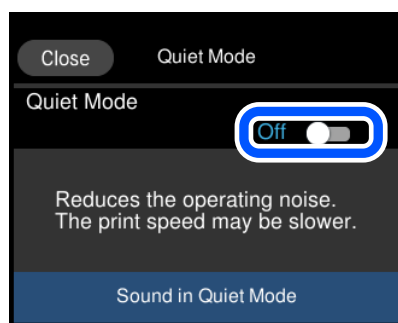 Close Quiet Mode
Quiet Mode
Off
Reduces the operating noise.
The print speed may be slower.
Sound in Quiet Mode